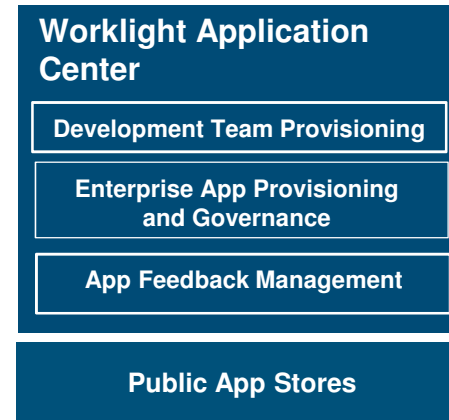 Worklight Application
Center
Development Team Provisioning
Enterprise App Provisioning
and Governance
App Feedback Management
Public App Stores